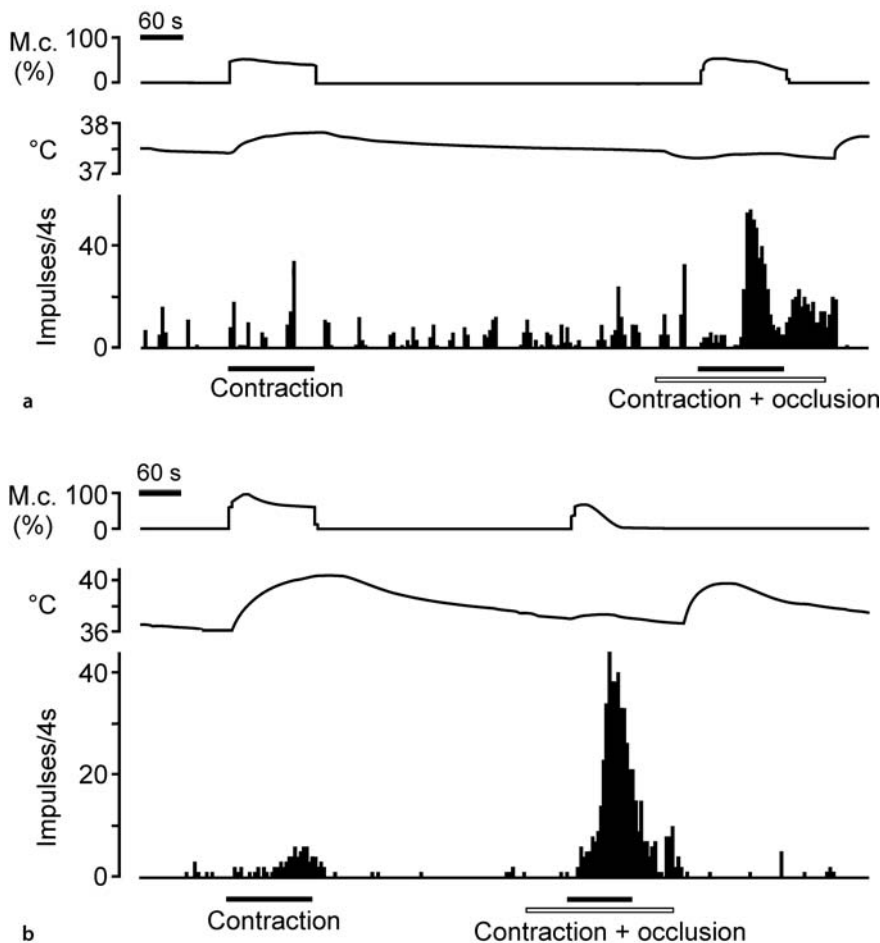 60 s
M.c. 100
(%) 0
38
°C
37
Impulses/4s
40
0
Contraction
Contraction + occlusion
a
60 s
M.c. 100
(%) 0
40
°C
36
Impulses/4s
40
20
0
Contraction
Contraction + occlusion
b